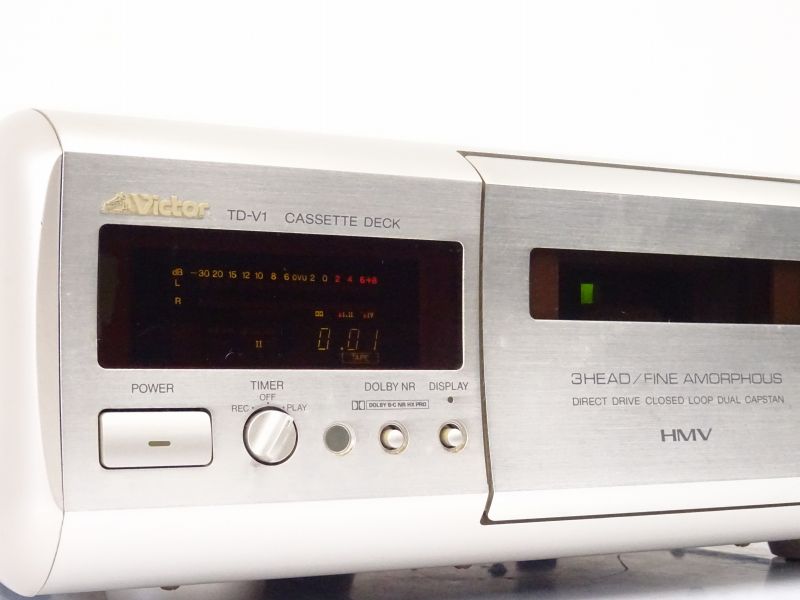 Victor
TD-V1 CASSETTE DECK
dB -30 20 15 12 10 8 6 0VU 2 0 2 4 6+8
L
R
II
0.01
TAPE
POWER
TIMER
OFF
REC PLAY
DOLBY NR
DOLBY B-C NR HX PRO
DISPLAY
3HEAD/FINE AMORPHOUS
DIRECT DRIVE CLOSED LOOP DUAL CAPSTAN
HMV